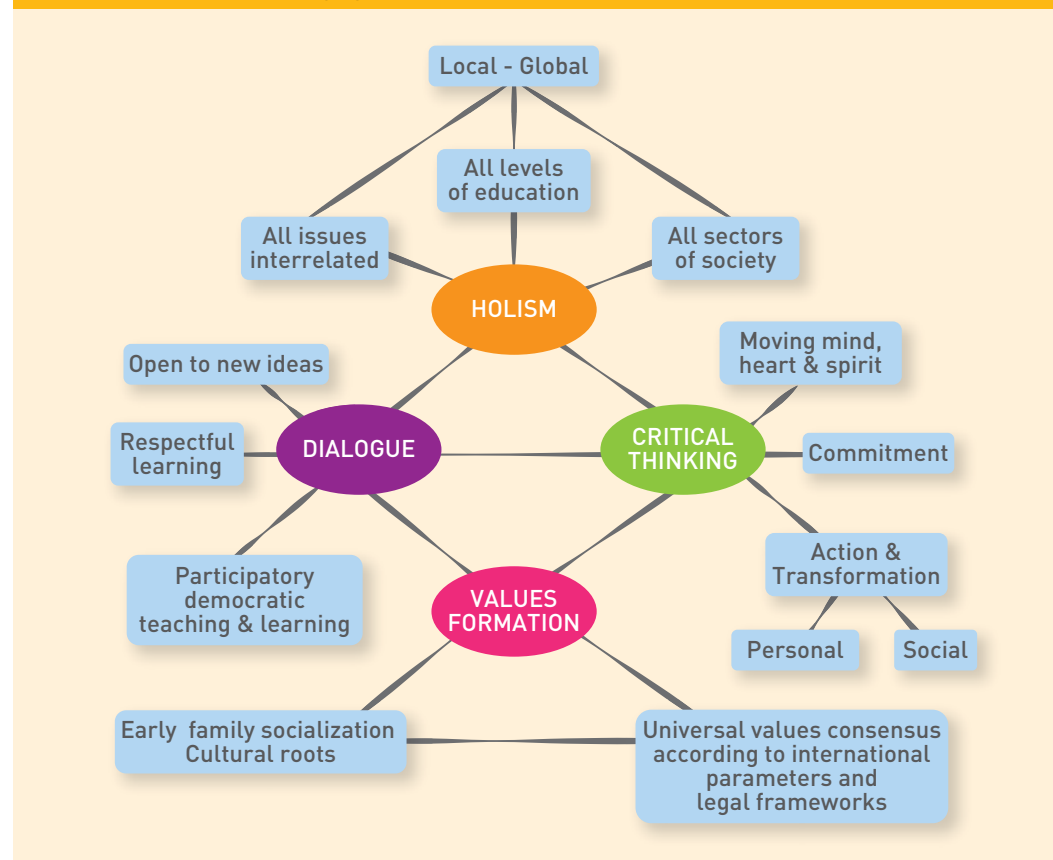 Local - Global
All levels
of education
All issues
interrelated
All sectors
of society
HOLISM
Open to new ideas
Moving mind,
heart & spirit
Respectful
learning
DIALOGUE
CRITICAL
THINKING
Commitment
Participatory
democratic
teaching & learning
Action &
Transformation
VALUES
FORMATION
Personal
Social
Early family socialization
Cultural roots
Universal values consensus
according to international
parameters and
legal frameworks